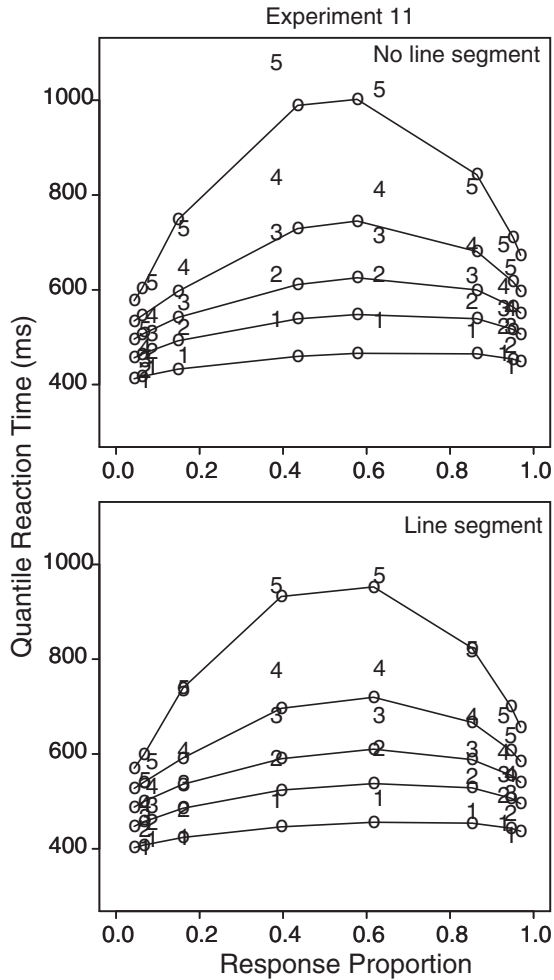 Experiment 11
No line segment
1000
800
600
400
0.0 0.2 0.4 0.6 0.8 1.0
Line segment
1000
800
600
400
0.0 0.2 0.4 0.6 0.8 1.0
Quantile Reaction Time (ms)
Response Proportion